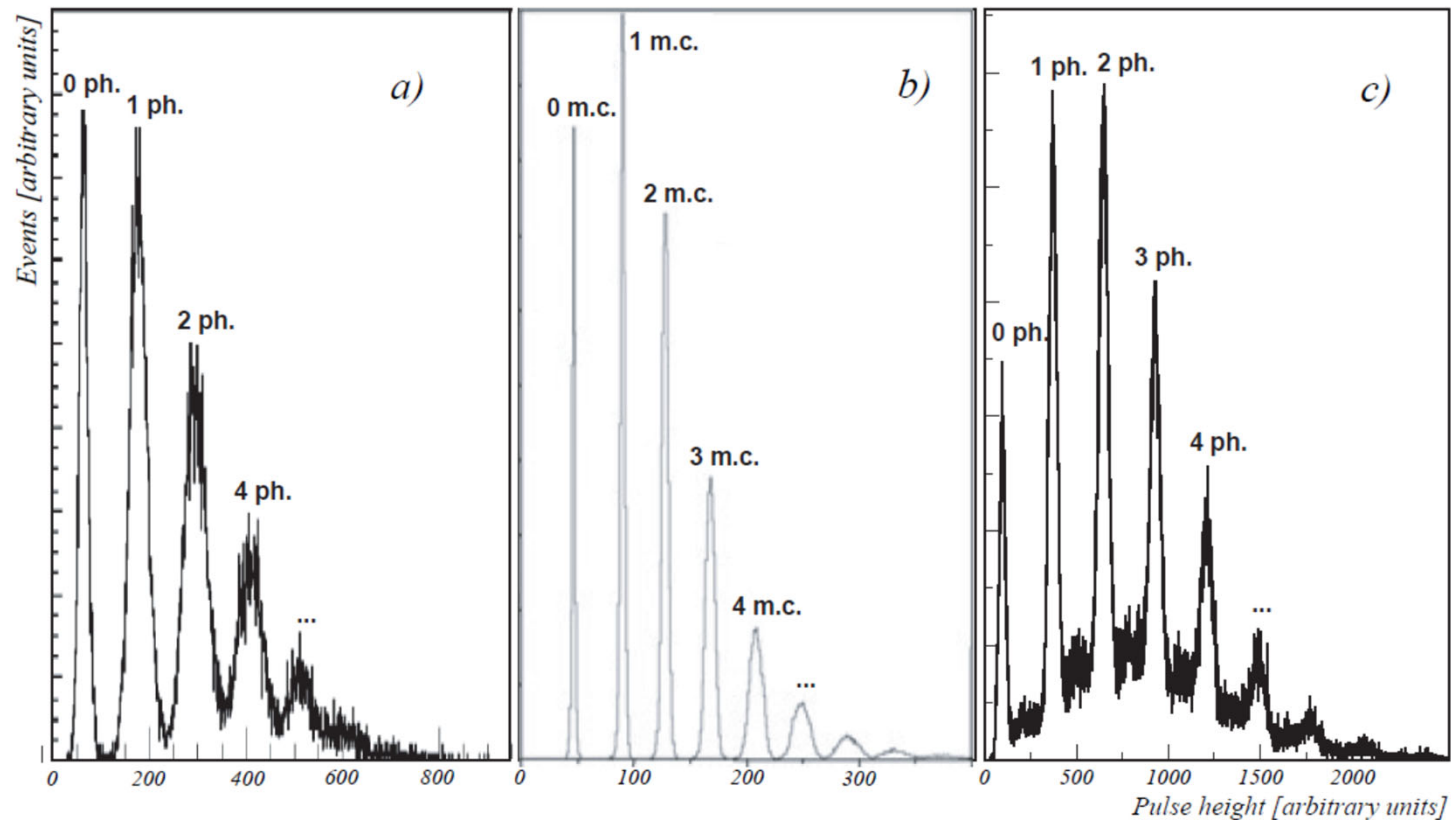 Events [arbitrary units]
a)
0 ph.
1 ph.
2 ph.
4 ph.
...
0 200 400 600 800
b)
0 m.c.
1 m.c.
2 m.c.
3 m.c.
4 m.c.
...
0 100 200 300
c)
0 ph.
1 ph.
2 ph.
3 ph.
4 ph.
...
0 500 1000 1500 2000
Pulse height [arbitrary units]